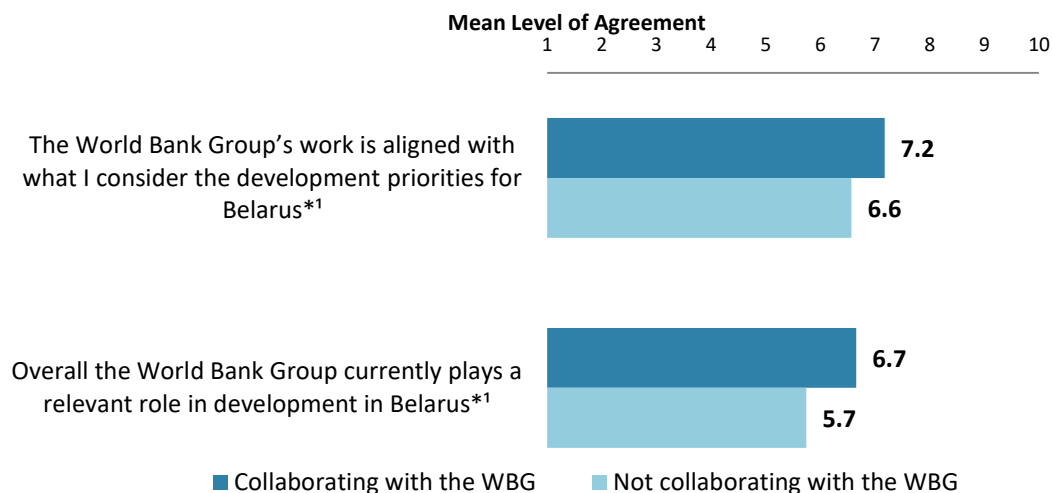 Mean Level of Agreement
1 2 3 4 5 6 7 8 9 10
The World Bank Group’s work is aligned with
what I consider the development priorities for
Belarus*¹
7.2
6.6
Overall the World Bank Group currently plays a
relevant role in development in Belarus*¹
6.7
5.7
Collaborating with the WBG Not collaborating with the WBG